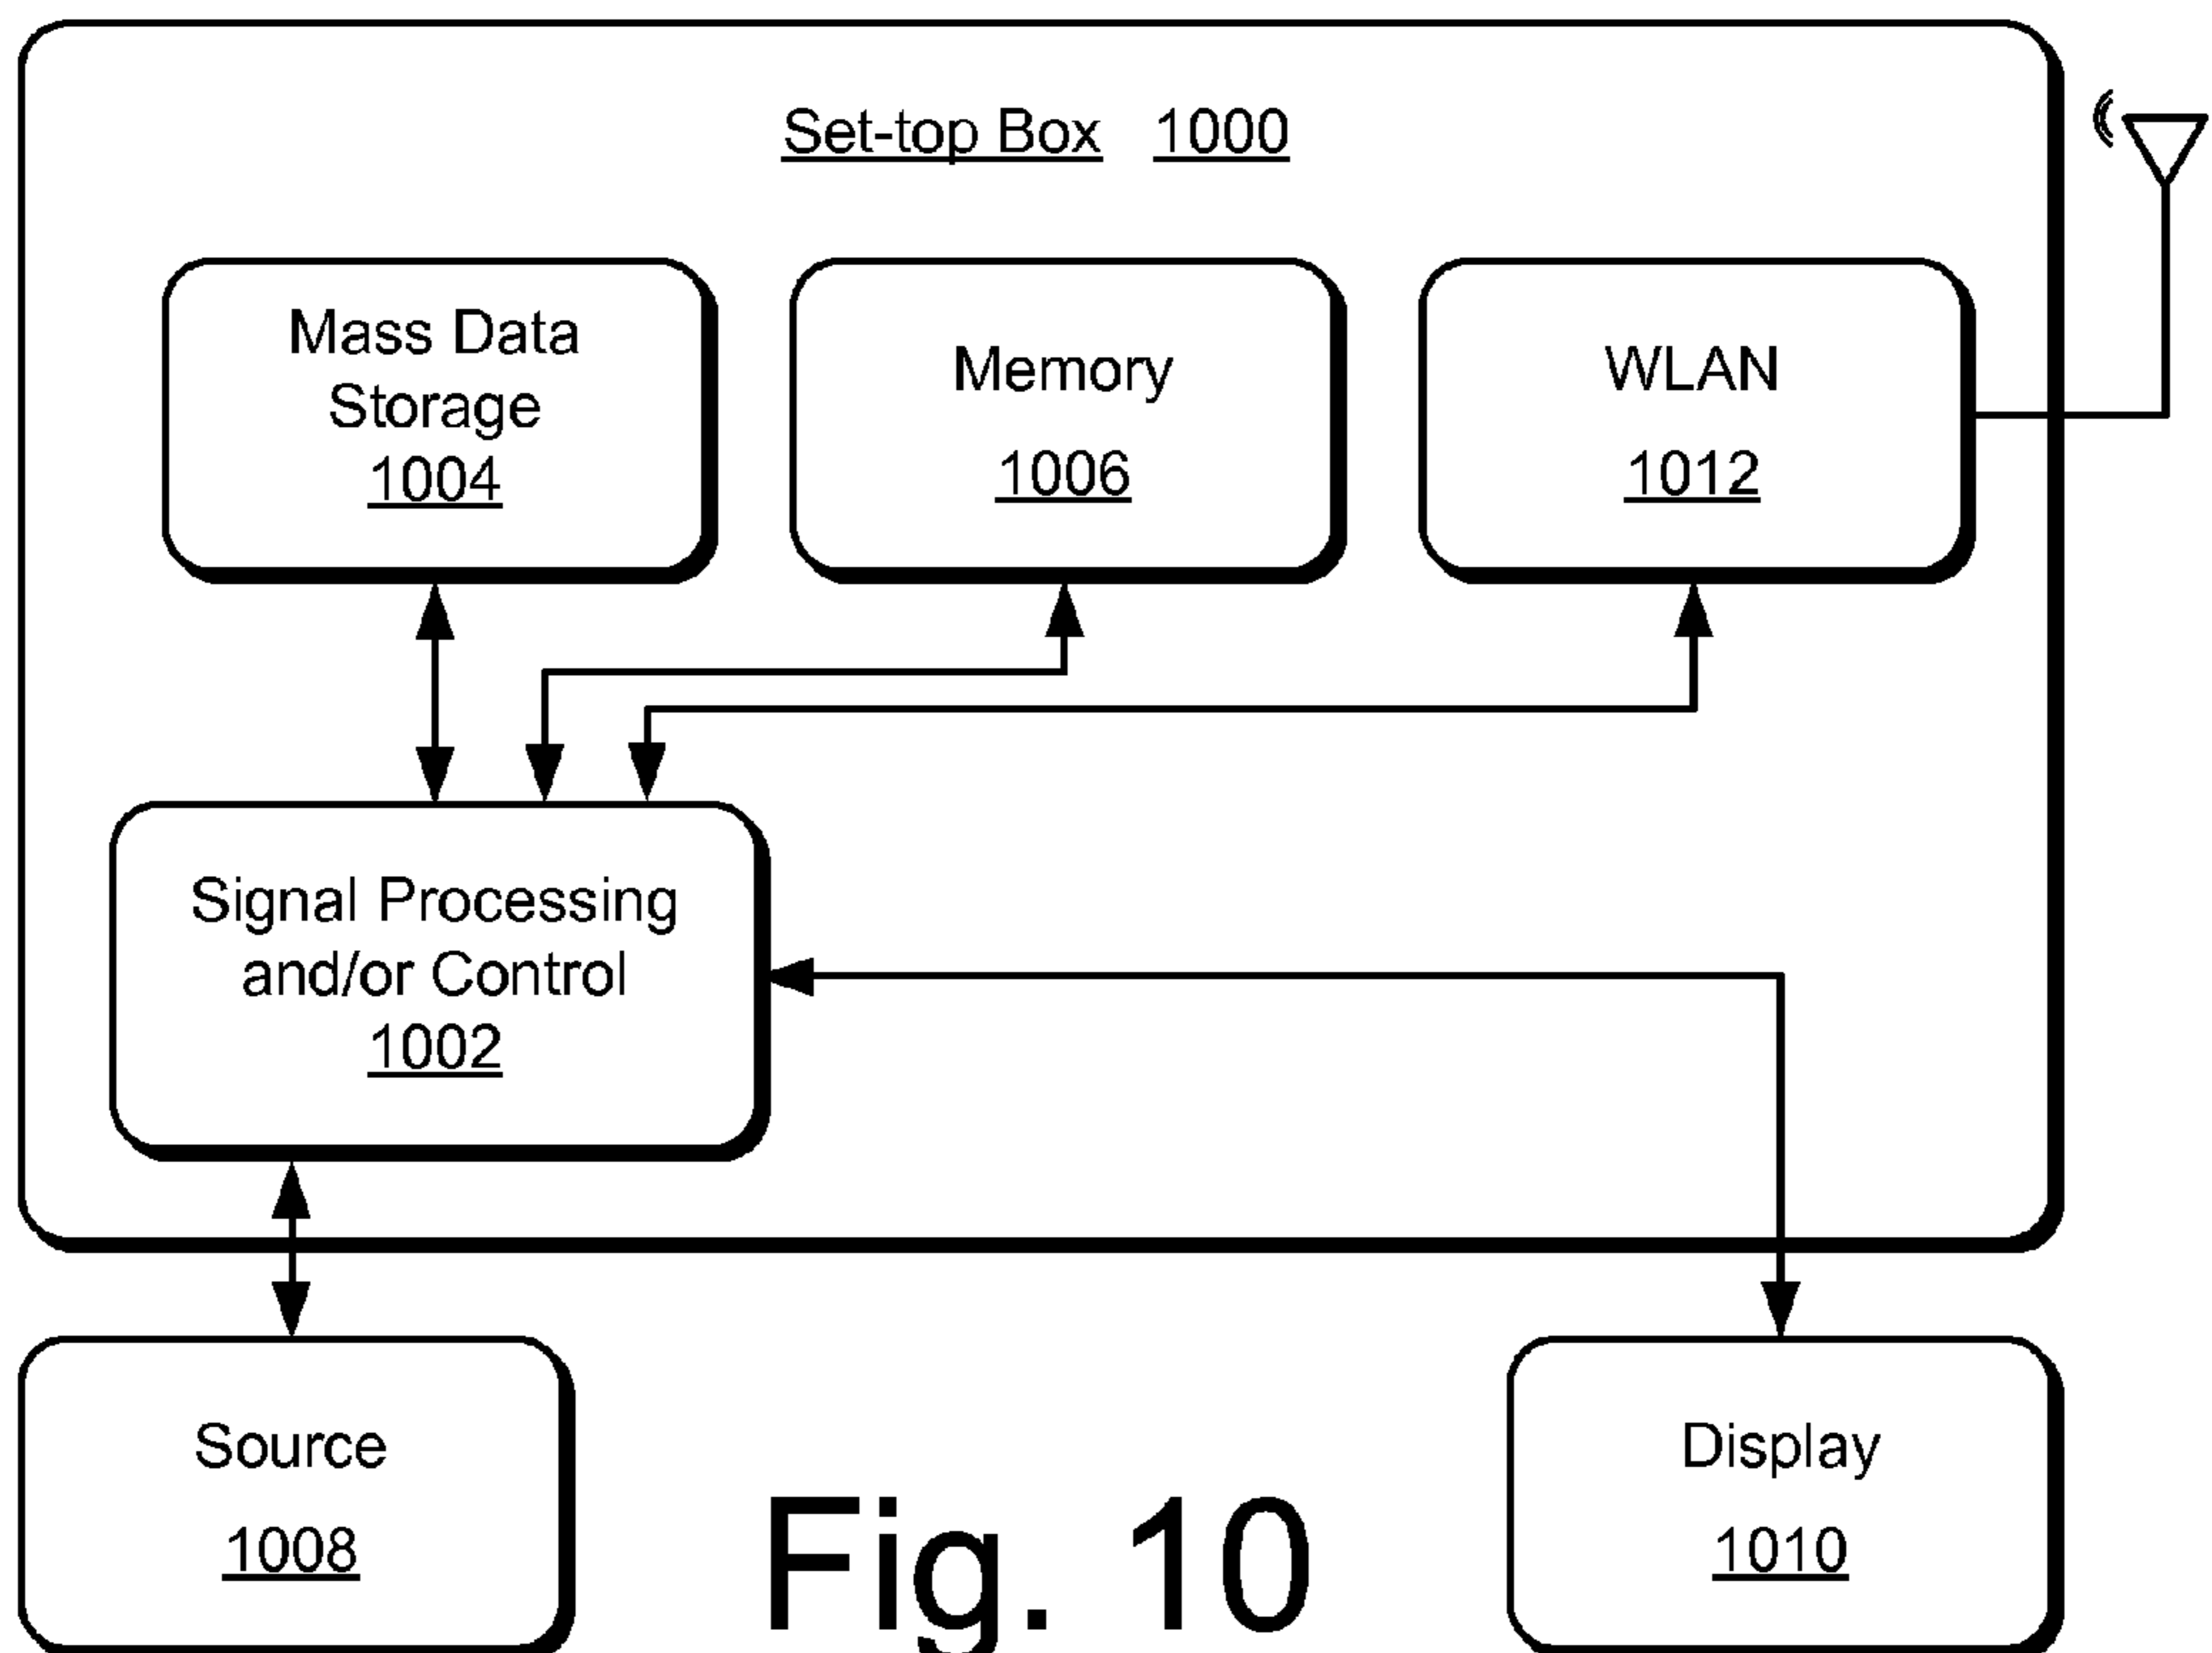 Set-top Box 1000
Mass Data
Storage
1004
Memory
1006
WLAN
1012
Signal Processing
and/or Control
1002
Source
1008
Display
1010
Fig. 10